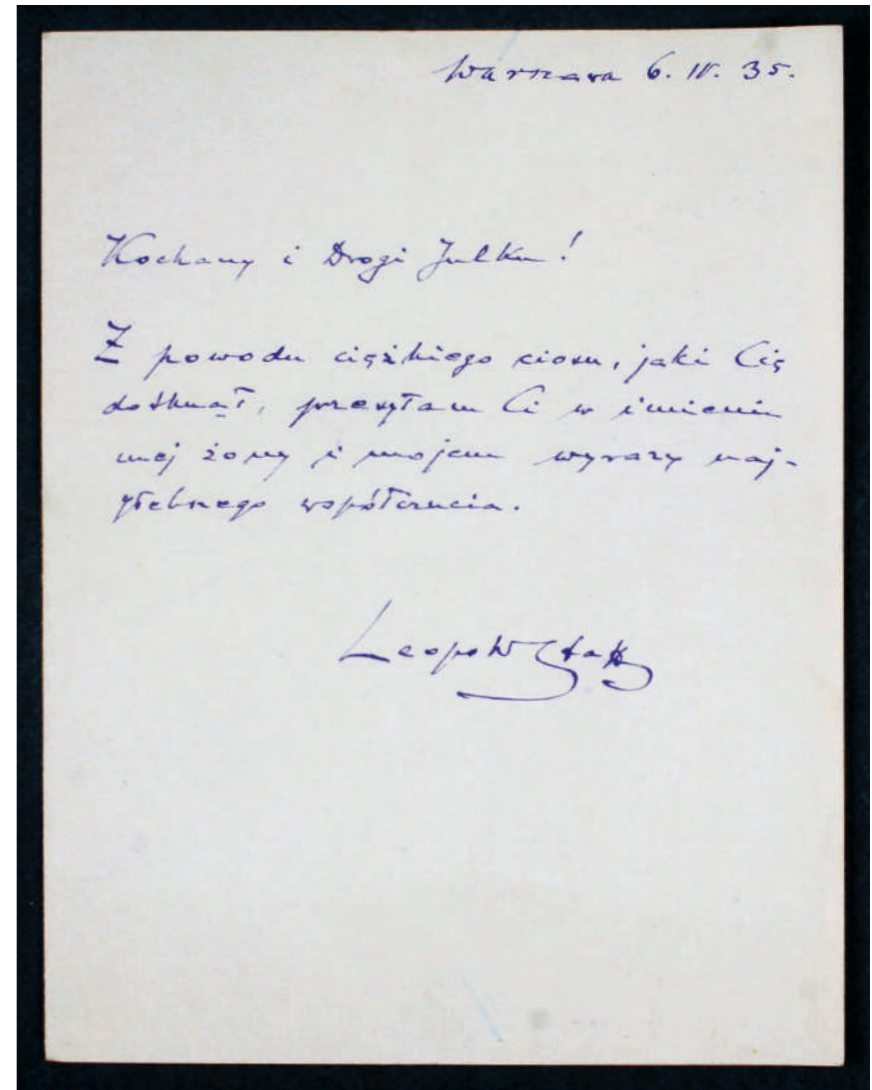 Warszawa 6. IV. 35.
Kochany i Drogi Julku!
Z powodu ciężkiego ciosu, jaki Cię
dotknął, przesyłam Ci w imieniu
mej żony i mojem wyrazy naj-
głębszego współczucia.
Leopold Staff